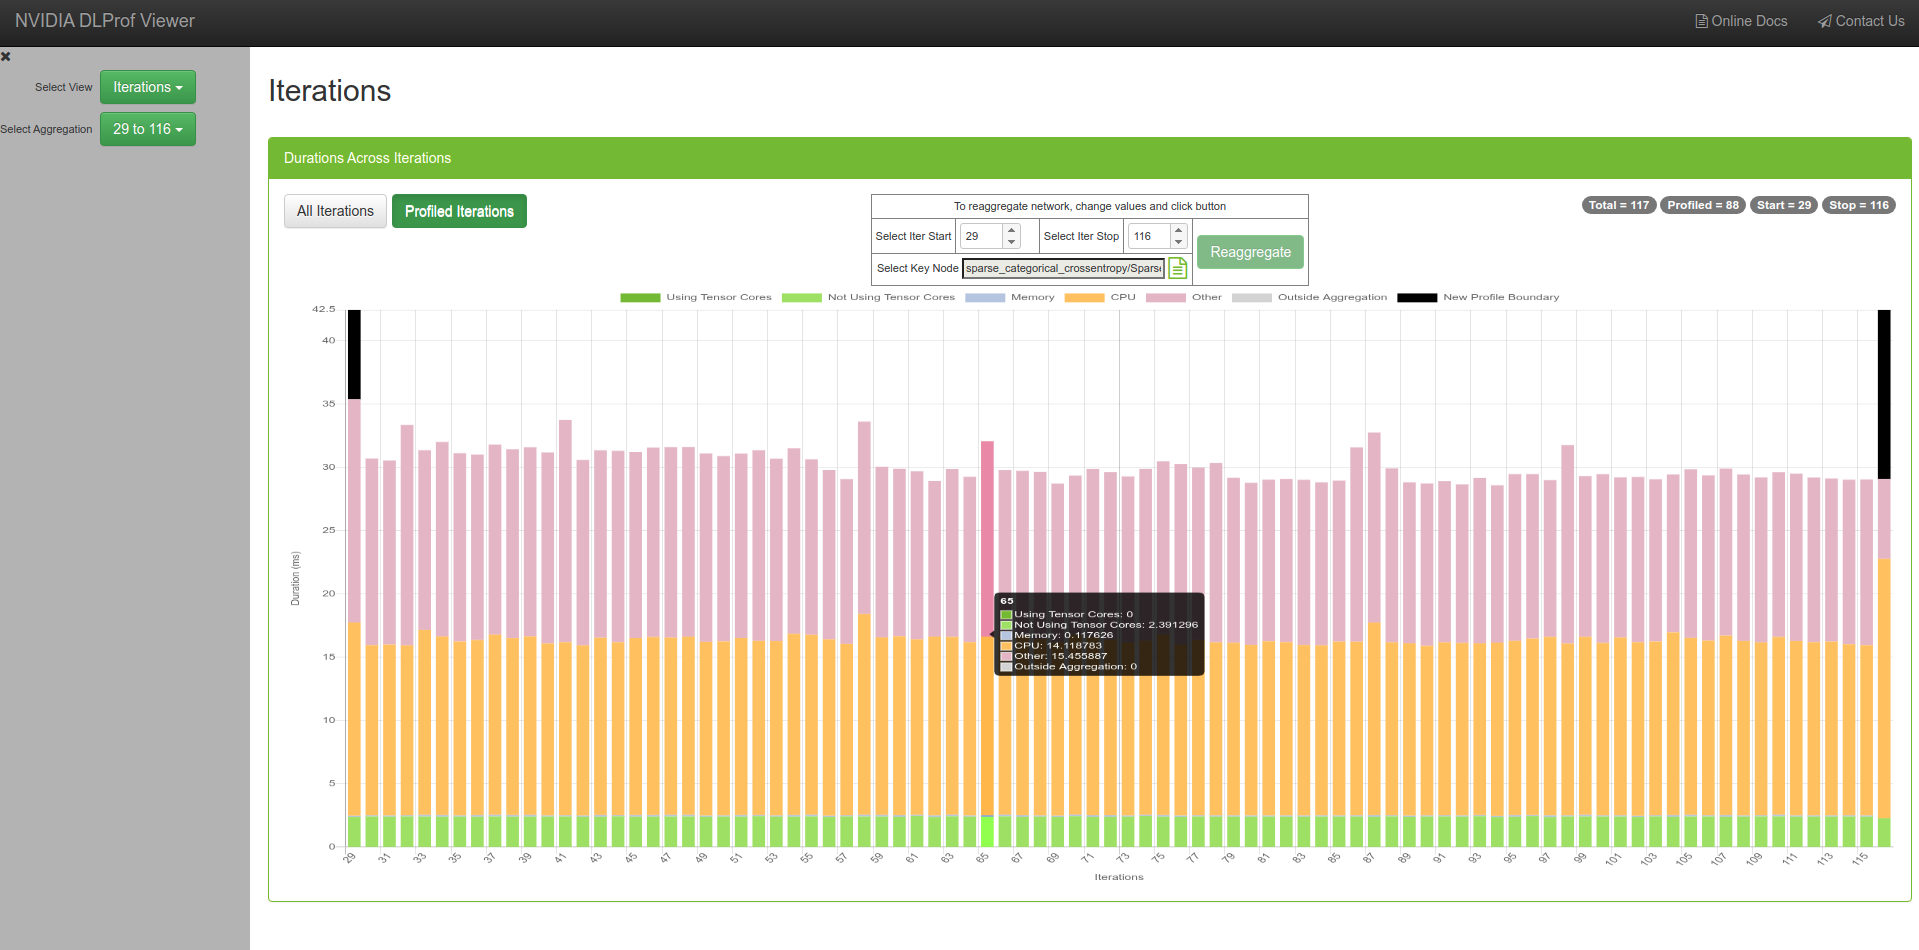 NVIDIA DLProf Viewer
Online Docs
Contact Us
Select View
Iterations
Select Aggregation
29 to 116
Iterations
Durations Across Iterations
All Iterations
Profiled Iterations
To reaggregate network, change values and click button
Select Iter Start
29
Select Iter Stop
116
Reaggregate
Select Key Node
sparse_categorical_crossentropy/Sparse
Total = 117
Profiled = 88
Start = 29
Stop = 116
Using Tensor Cores
Not Using Tensor Cores
Memory
CPU
Other
Outside Aggregation
New Profile Boundary
42.5
40
35
30
25
20
15
10
5
0
Duration (ms)
65
Using Tensor Cores: 0
Not Using Tensor Cores: 2.391296
Memory: 0.117626
CPU: 14.118783
Other: 15.455887
Outside Aggregation: 0
29 31 33 35 37 39 41 43 45 47 49 51 53 55 57 59 61 63 65 67 69 71 73 75 77 79 81 83 85 87 89 91 93 95 97 99 101 103 105 107 109 111 113 115
Iterations